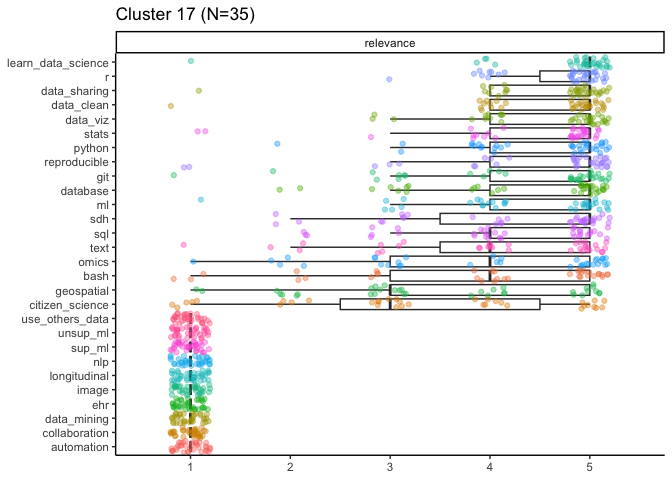 Cluster 17 (N=35)
relevance
learn_data_science
r
data_sharing
data_clean
data_viz
stats
python
reproducible
git
database
ml
sdh
sql
text
omics
bash
geospatial
citizen_science
use_others_data
unsup_ml
sup_ml
nlp
longitudinal
image
ehr
data_mining
collaboration
automation
1 2 3 4 5